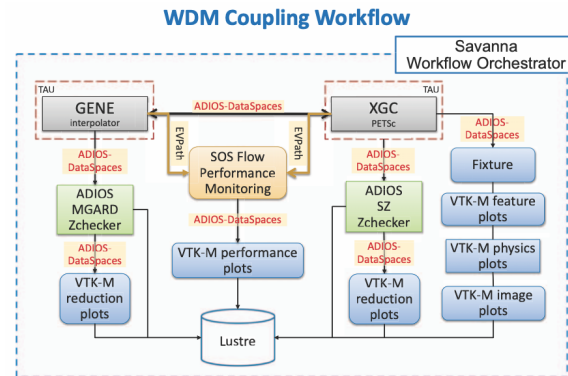 WDM Coupling Workflow
Savanna
Workflow Orchestrator
TAU
GENE
interpolator
ADIOS-DataSpaces
TAU
XGC
PETSc
EVPath
EVPath
ADIOS-
DataSpaces
SOS Flow
Performance
Monitoring
ADIOS-
DataSpaces
Fixture
ADIOS
MGARD
Zchecker
ADIOS-DataSpaces
ADIOS
SZ
Zchecker
VTK-M feature
plots
ADIOS-
DataSpaces
VTK-M performance
plots
ADIOS-
DataSpaces
VTK-M physics
plots
VTK-M
reduction
plots
Lustre
VTK-M
reduction
plots
VTK-M image
plots